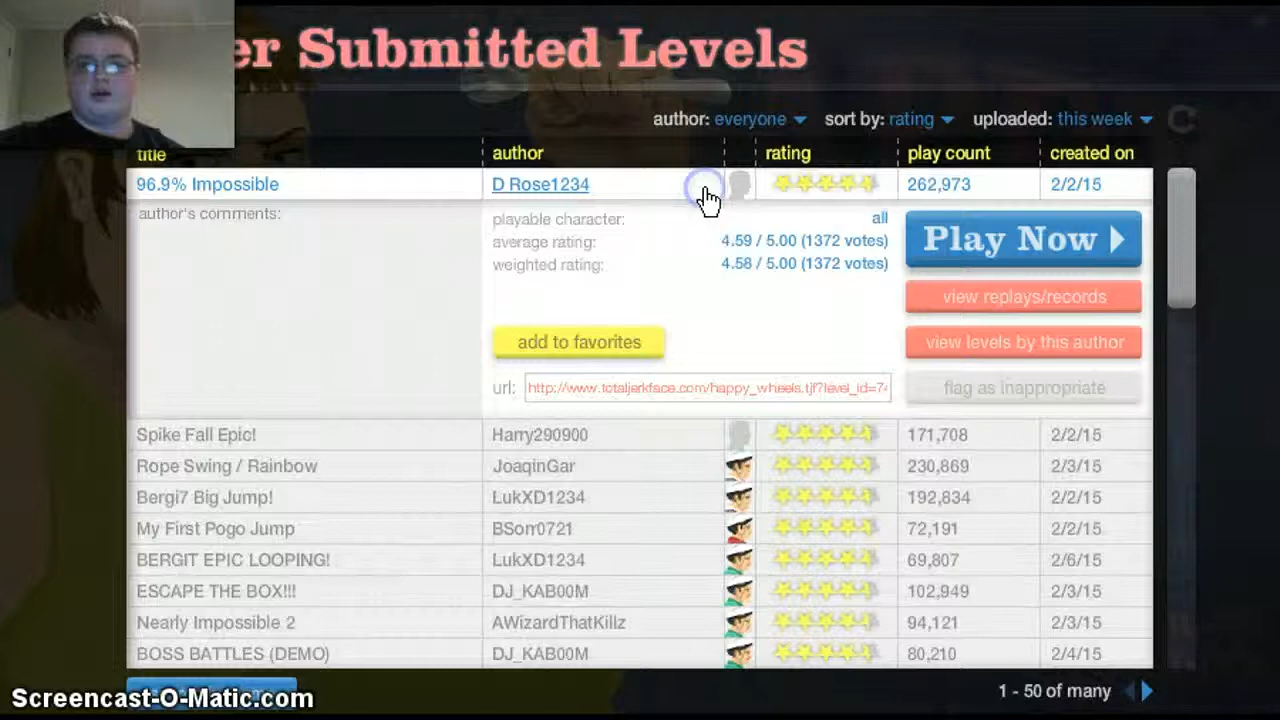 er Submitted Levels
author: everyone sort by: rating uploaded: this week
title author rating play count created on
96.9% Impossible D Rose1234 262,973 2/2/15
author's comments:
playable character: all
average rating: 4.59 / 5.00 (1372 votes)
weighted rating: 4.58 / 5.00 (1372 votes)
Play Now
view replays/records
add to favorites
view levels by this author
url: http://www.totaljerkface.com/happy_wheels.tjf?level_id=74
flag as inappropriate
Spike Fall Epic! Harry290900 171,708 2/2/15
Rope Swing / Rainbow JoaqinGar 230,869 2/3/15
Bergi7 Big Jump! LukXD1234 192,834 2/2/15
My First Pogo Jump BSorr0721 72,191 2/2/15
BERGIT EPIC LOOPING! LukXD1234 69,807 2/6/15
ESCAPE THE BOX!!! DJ_KAB00M 102,949 2/3/15
Nearly Impossible 2 AWizardThatKillz 94,121 2/3/15
BOSS BATTLES (DEMO) DJ_KAB00M 80,210 2/4/15
Screencast-O-Matic.com
1 - 50 of many